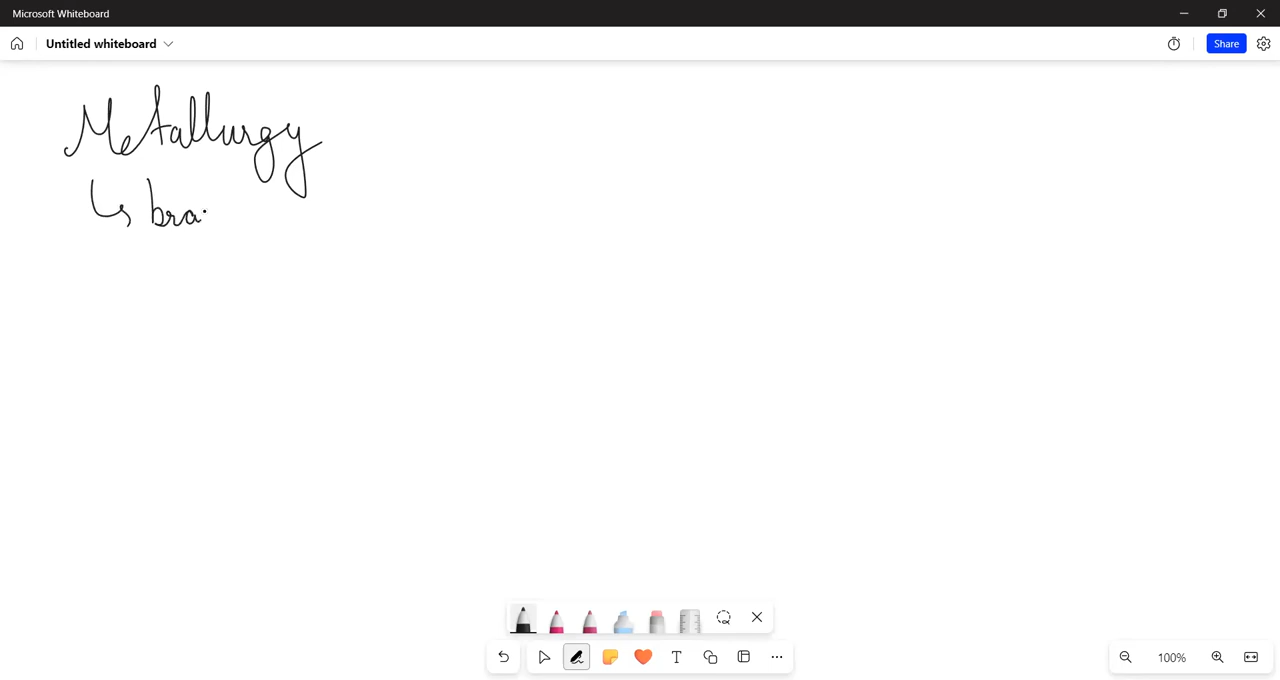 Microsoft Whiteboard
Untitled whiteboard
Share
Metallurgy
↳ bra
100%